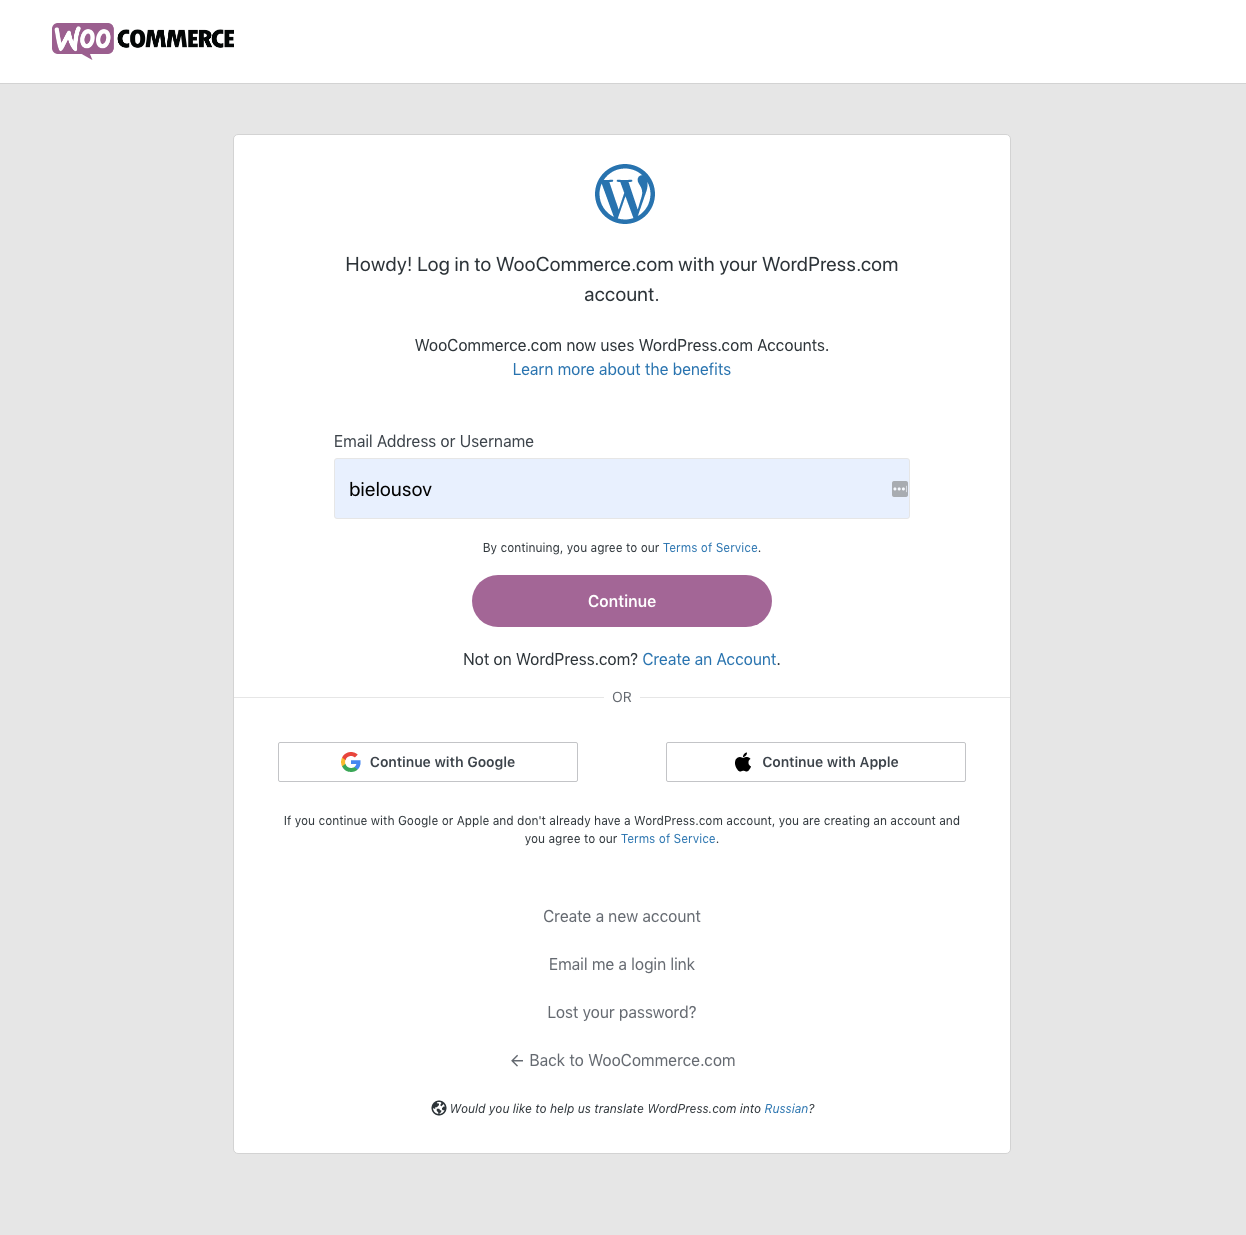 WOO COMMERCE
Howdy! Log in to WooCommerce.com with your WordPress.com
account.
WooCommerce.com now uses WordPress.com Accounts.
Learn more about the benefits
Email Address or Username
bielousov
By continuing, you agree to our Terms of Service.
Continue
Not on WordPress.com? Create an Account.
OR
Continue with Google
Continue with Apple
If you continue with Google or Apple and don't already have a WordPress.com account, you are creating an account and
you agree to our Terms of Service.
Create a new account
Email me a login link
Lost your password?
← Back to WooCommerce.com
Would you like to help us translate WordPress.com into Russian?